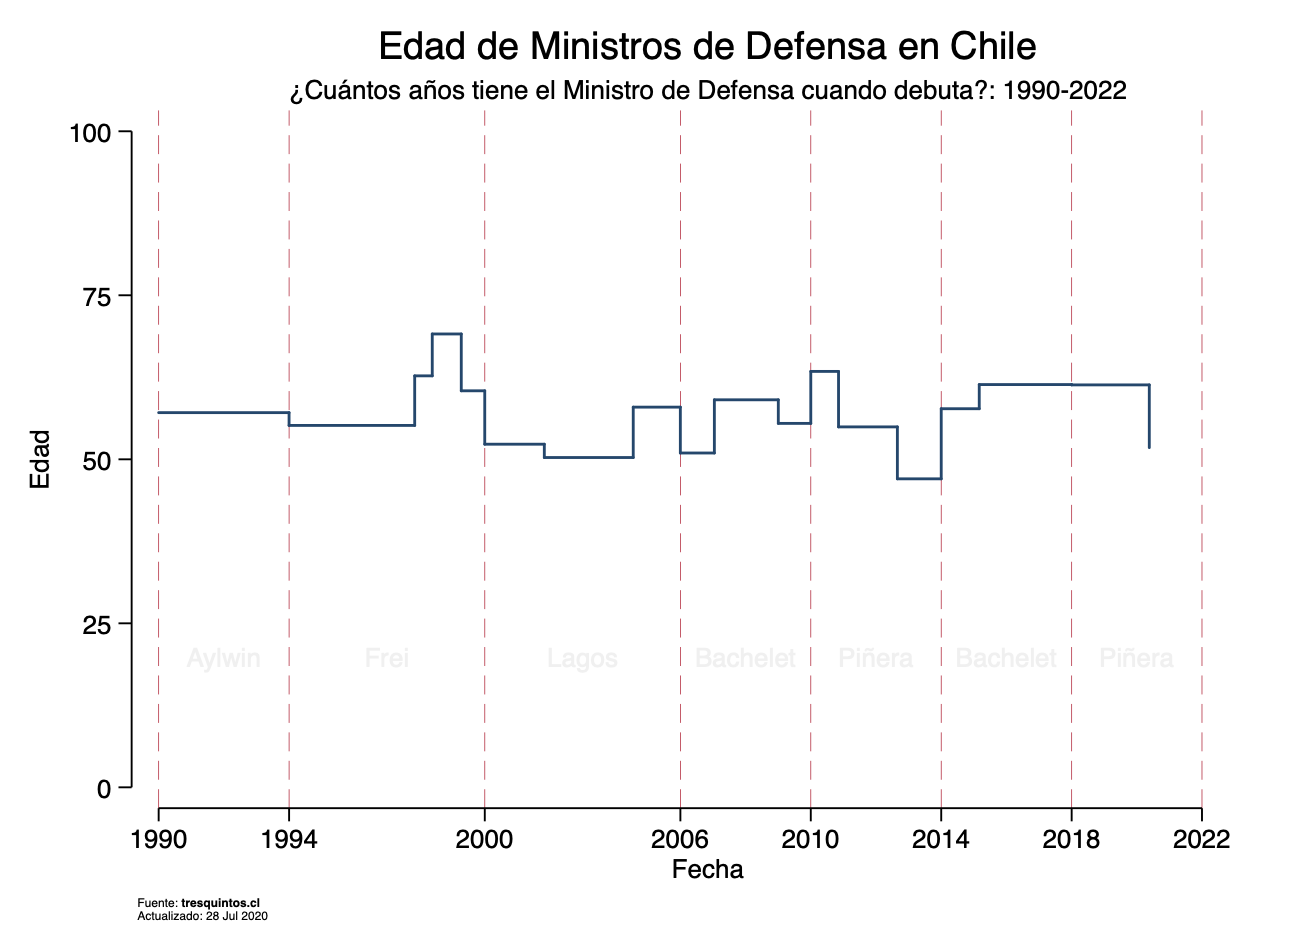 Edad de Ministros de Defensa en Chile
¿Cuántos años tiene el Ministro de Defensa cuando debuta?: 1990-2022
100
75
50
25
0
Edad
Aylwin Frei Lagos Bachelet Piñera Bachelet Piñera
1990 1994 2000 2006 2010 2014 2018 2022
Fecha
Fuente: tresquintos.cl
Actualizado: 28 Jul 2020